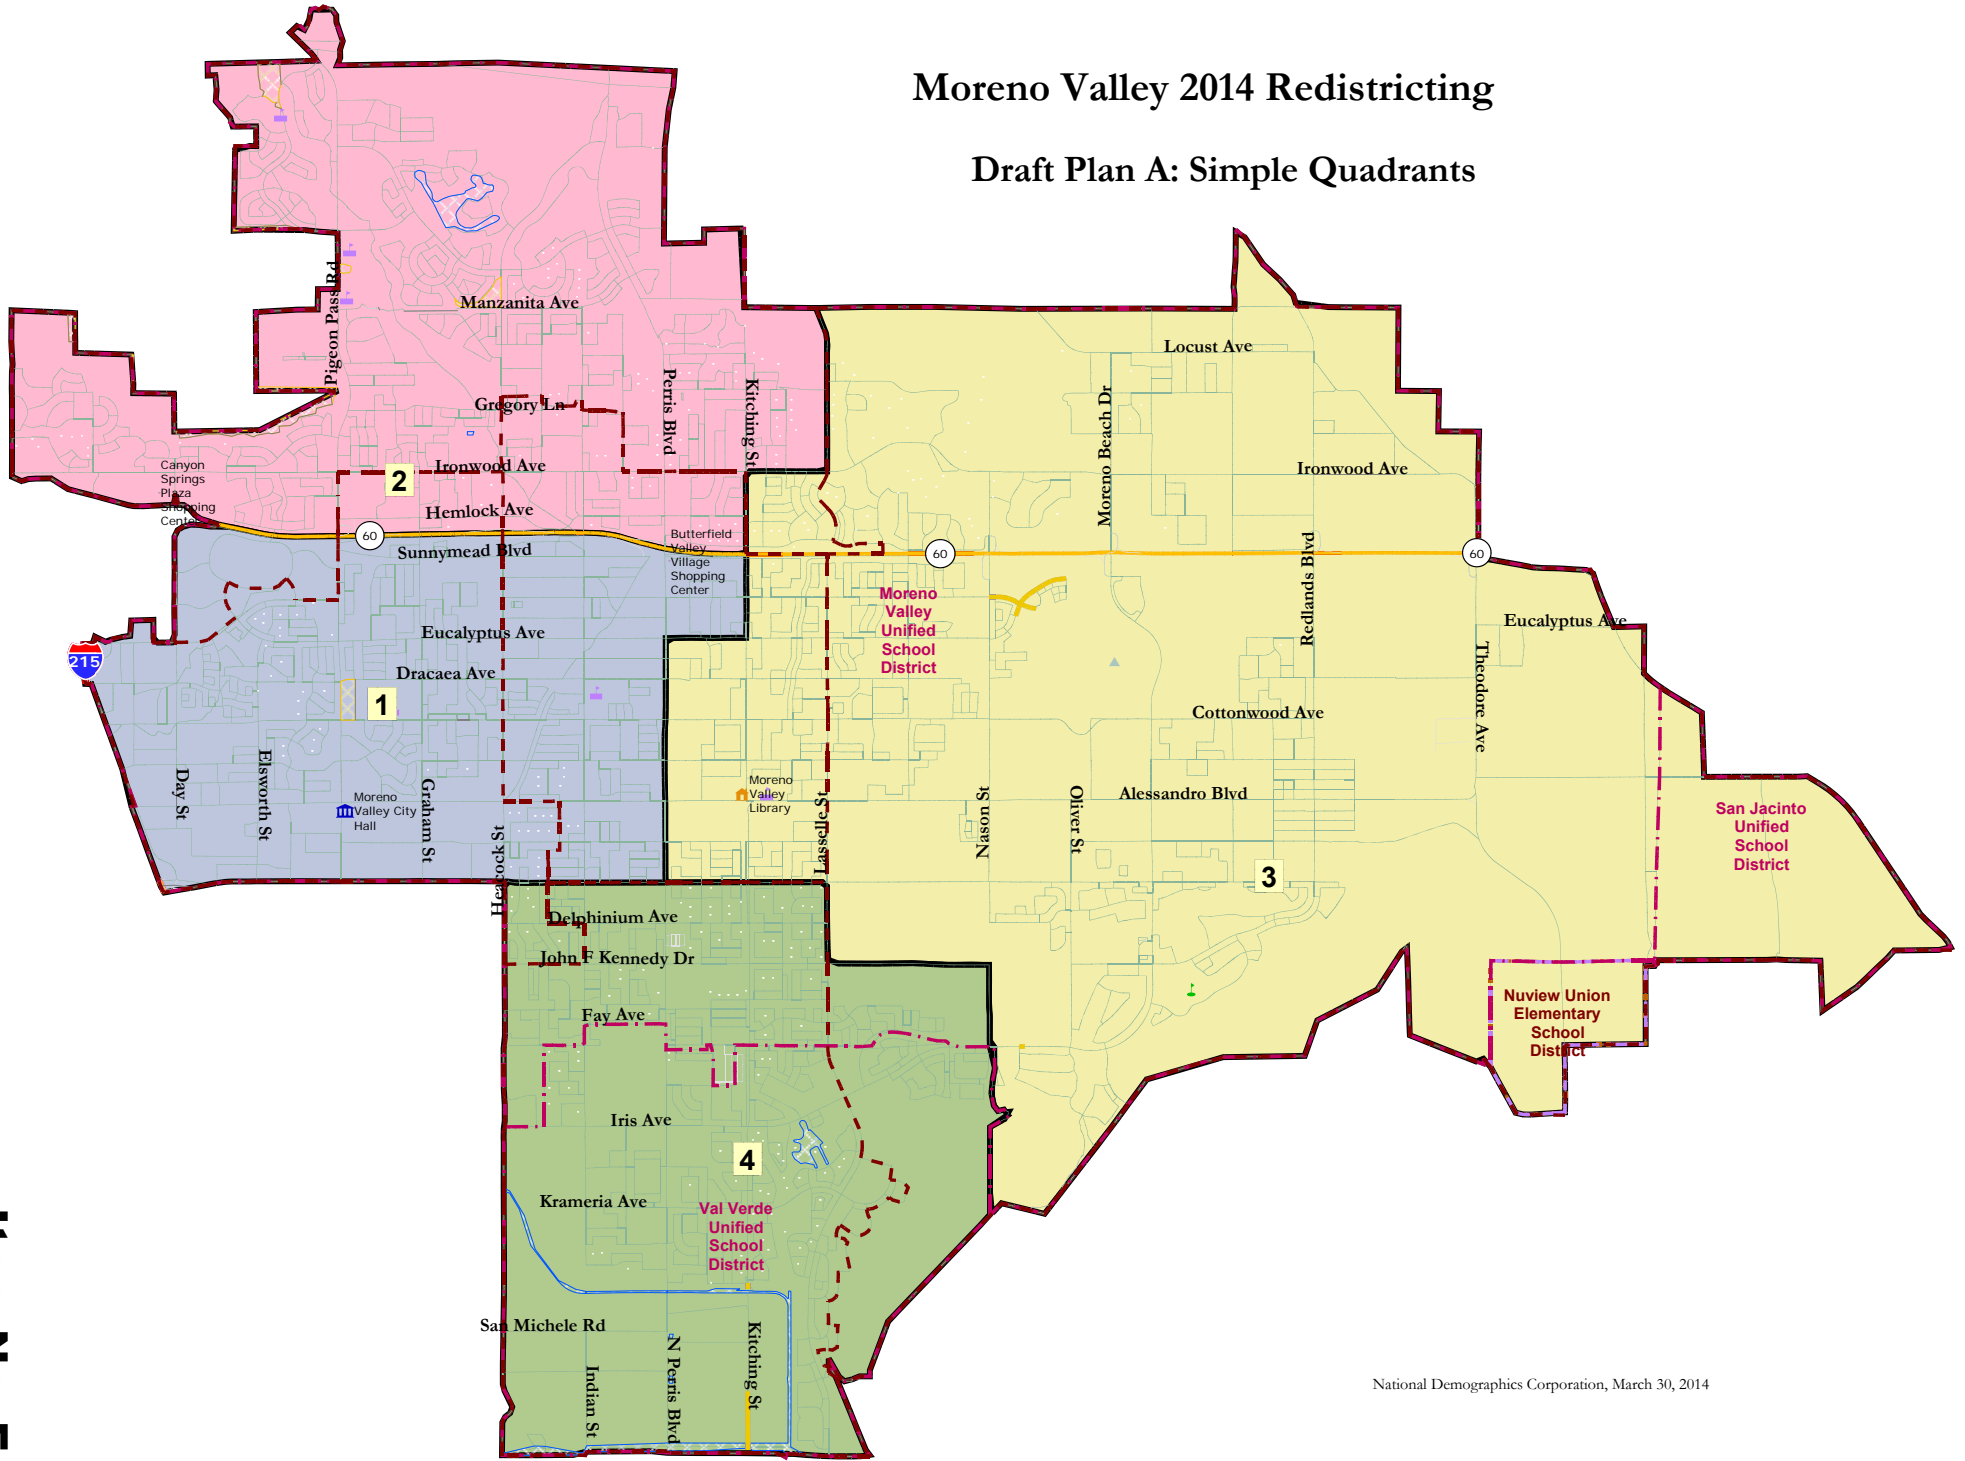 Moreno Valley 2014 Redistricting
Draft Plan A: Simple Quadrants
Pigeon Pass Rd
Manzanita Ave
Locust Ave
Gregory Ln
Perris Blvd
Kitching St
Moreno Beach Dr
Canyon
Springs
Plaza
Shopping
Center
2
Ironwood Ave
Ironwood Ave
Hemlock Ave
60
Sunnymead Blvd
Butterfield
Valley
Village
Shopping
Center
60
60
Redlands Blvd
Moreno
Valley
Unified
School
District
Eucalyptus Ave
Eucalyptus Ave
215
Dracaea Ave
Theodore Ave
1
Cottonwood Ave
Day St
Elsworth St
Graham St
Heacock St
Moreno
Valley City
Hall
Moreno
Valley
Library
Lasselle St
Nason St
Oliver St
Alessandro Blvd
San Jacinto
Unified
School
District
3
Delphinium Ave
John F Kennedy Dr
Fay Ave
Nuview Union
Elementary
School
District
Iris Ave
4
Krameria Ave
Val Verde
Unified
School
District
San Michele Rd
Indian St
N Perris Blvd
Kitching St
National Demographics Corporation, March 30, 2014